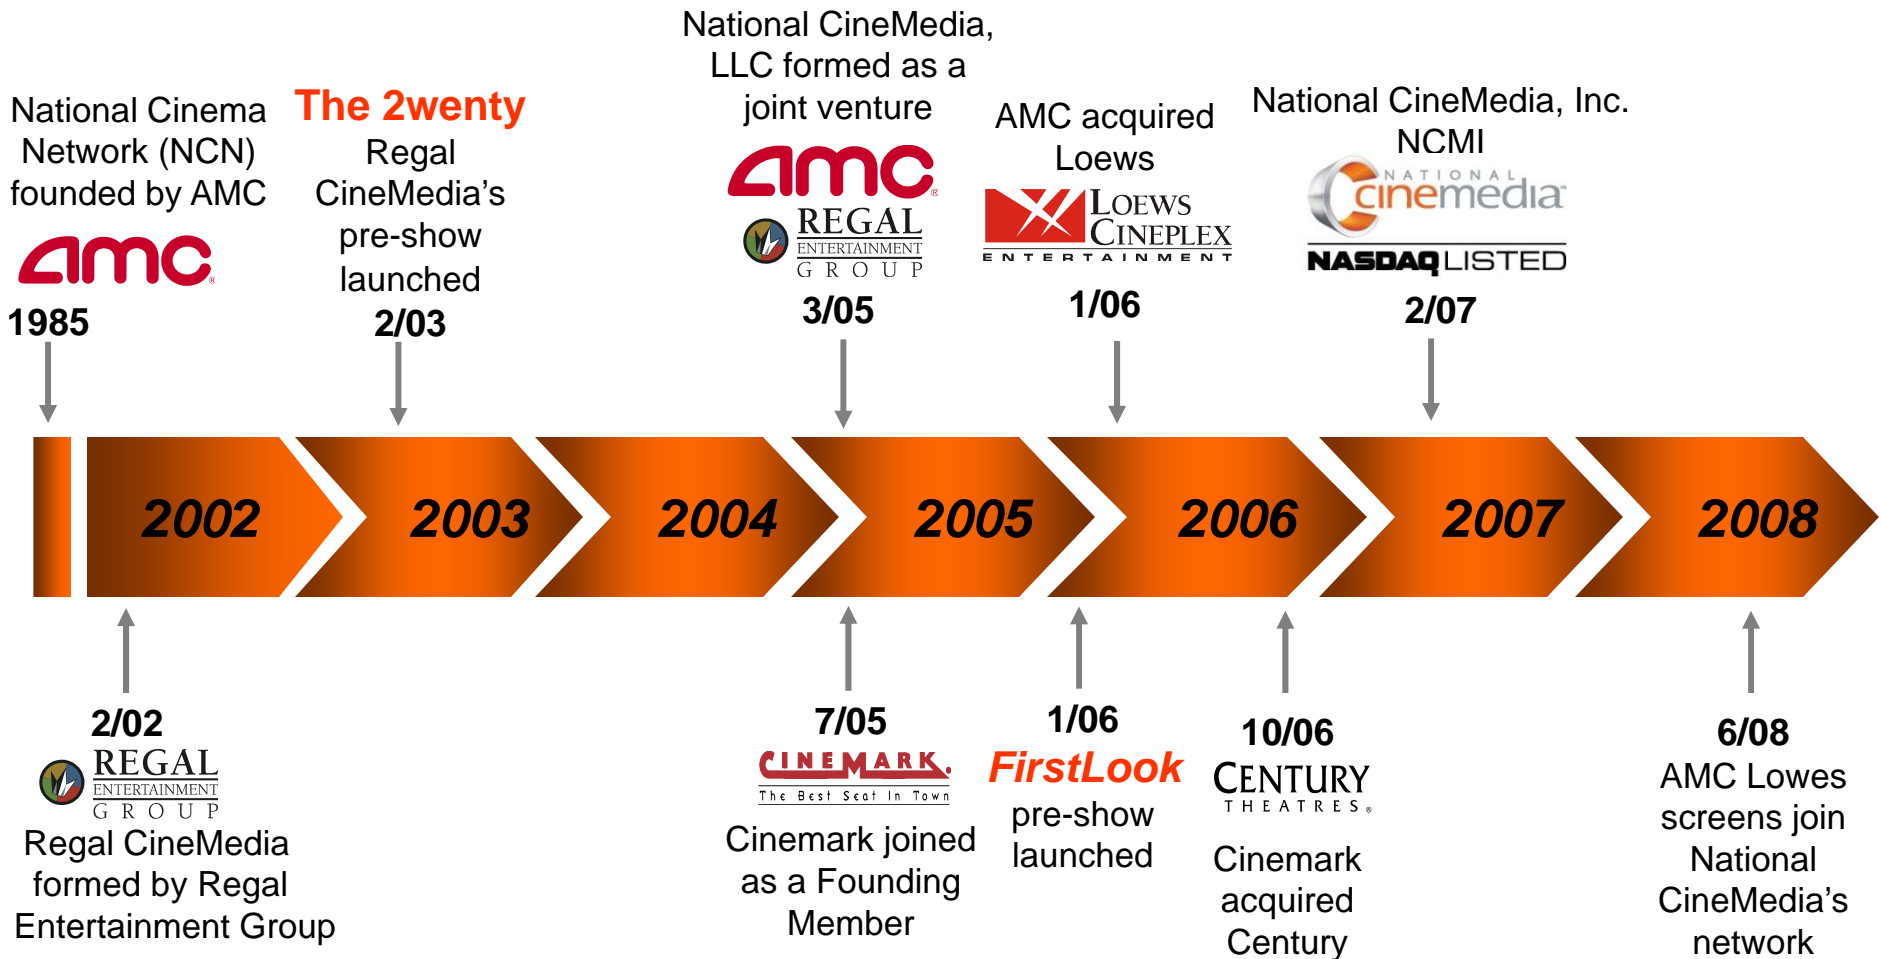 National Cinema
Network (NCN)
founded by AMC
amc
1985
The 2wenty
Regal
CineMedia’s
pre-show
launched
2/03
National CineMedia,
LLC formed as a
joint venture
amc
REGAL
ENTERTAINMENT
GROUP
3/05
AMC acquired
Loews
LOEWS
CINEPLEX
ENTERTAINMENT
1/06
National CineMedia, Inc.
NCMI
NATIONAL
cinemedia
NASDAQ LISTED
2/07
2002
2003
2004
2005
2006
2007
2008
2/02
REGAL
ENTERTAINMENT
GROUP
Regal CineMedia
formed by Regal
Entertainment Group
7/05
CINEMARK.
The Best Seat In Town
Cinemark joined
as a Founding
Member
1/06
FirstLook
pre-show
launched
10/06
CENTURY
THEATRES®
Cinemark
acquired
Century
6/08
AMC Lowes
screens join
National
CineMedia’s
network